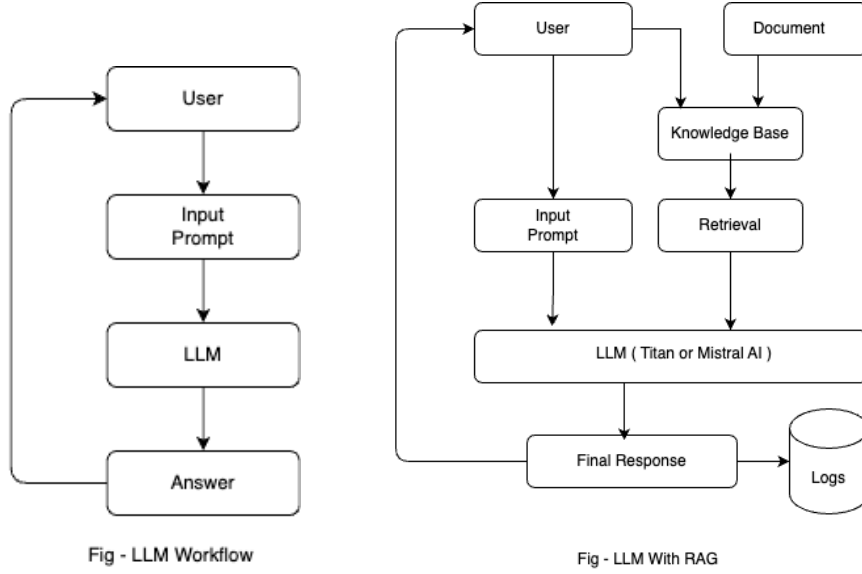 User
Input
Prompt
LLM
Answer
Fig - LLM Workflow
User
Document
Knowledge Base
Input
Prompt
Retrieval
LLM ( Titan or Mistral AI )
Final Response
Logs
Fig - LLM With RAG